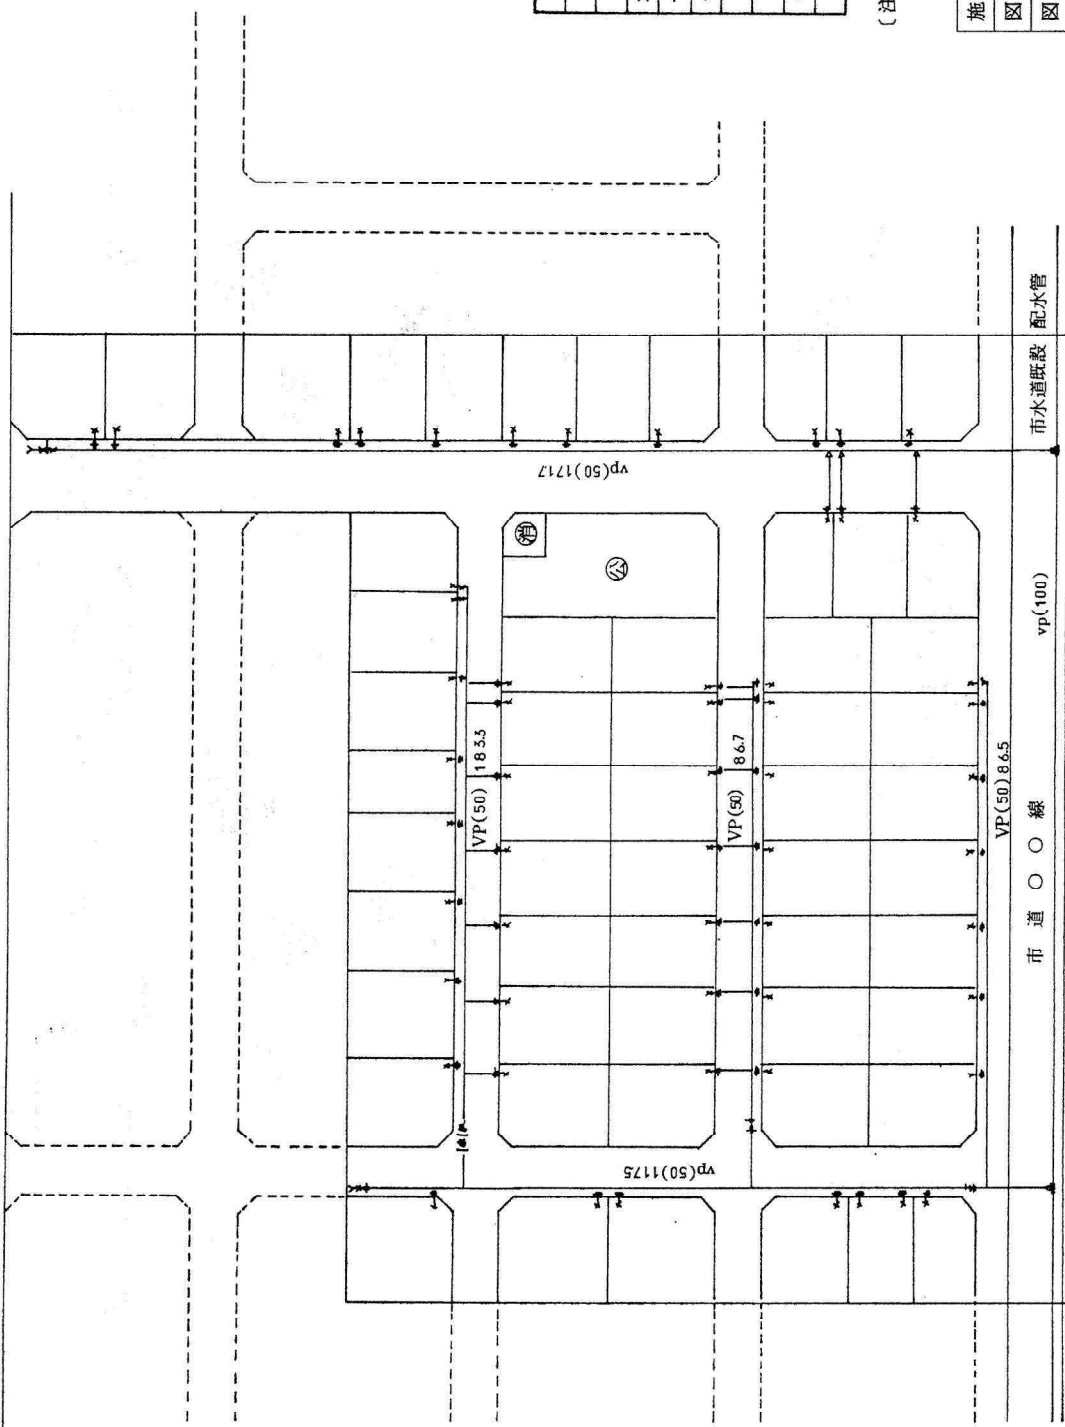 〔注
施
図
図
市水道既設 配水管
vp(50)1717
消
公
vp(100)
VP(50) 183.5
VP(50) 86.7
VP(50)86.5
市 道 ○ ○ 線
vp(50)1175